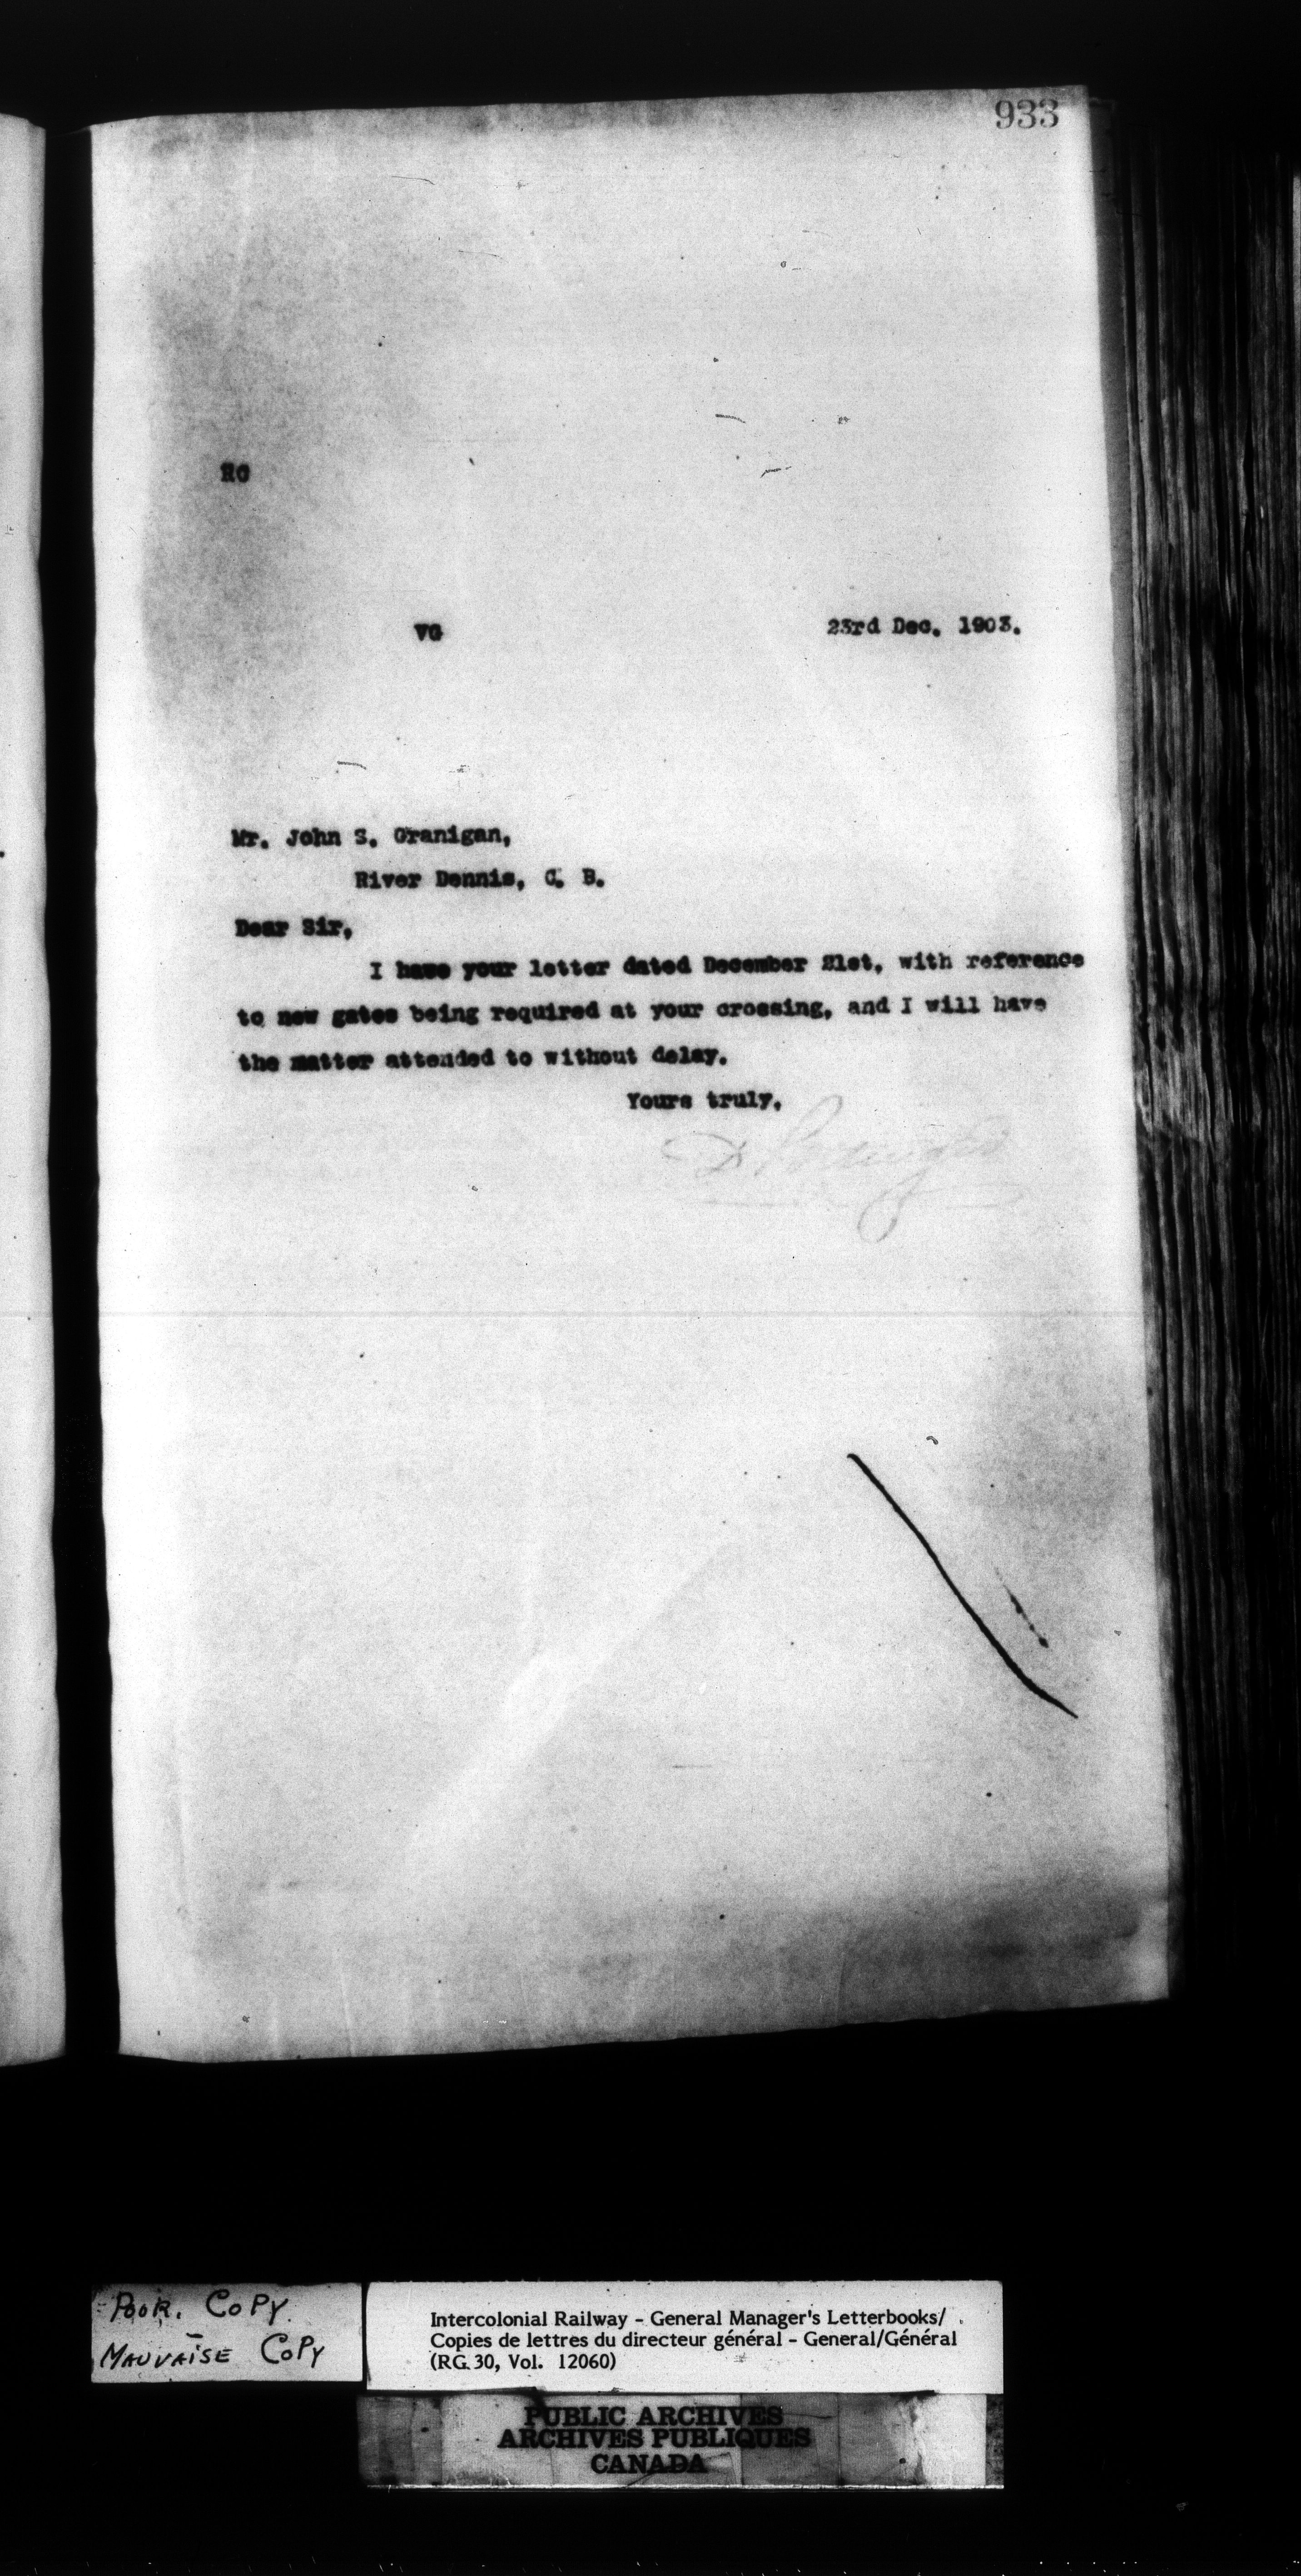 933
RG
VG
23rd Dec. 1903.
Mr. John S. Granigan,
River Dennis, C. B.
Dear Sir,
I have your letter dated December 21st, with reference
to new gates being required at your crossing, and I will have
the matter attended to without delay.
Yours truly,
D. Pottinger
POOR. COPY.
MAUVAISE COPY
Intercolonial Railway - General Manager's Letterbooks/
Copies de lettres du directeur général - General/Général
(RG 30, Vol. 12060)
PUBLIC ARCHIVES
ARCHIVES PUBLIQUES
CANADA